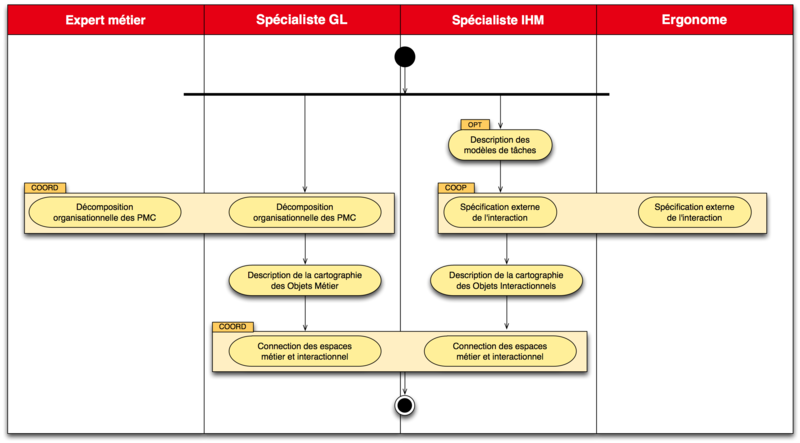 Expert métier
Spécialiste GL
Spécialiste IHM
Ergonome
OPT
Description des
modèles de tâches
COORD
Décomposition
organisationnelle des PMC
Décomposition
organisationnelle des PMC
COOP
Spécification externe
de l'interaction
Spécification externe
de l'interaction
Description de la cartographie
des Objets Métier
Description de la cartographie
des Objets Interactionnels
COORD
Connection des espaces
métier et interactionnel
Connection des espaces
métier et interactionnel